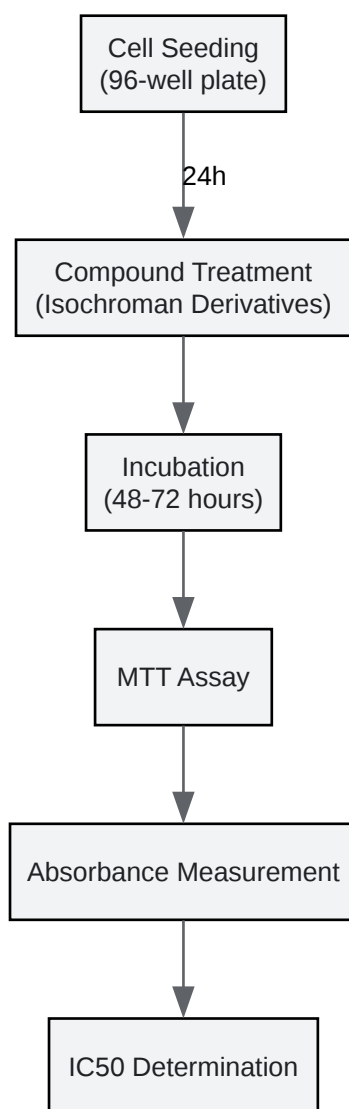 Cell Seeding
(96-well plate)
24h
Compound Treatment
(Isochroman Derivatives)
Incubation
(48-72 hours)
MTT Assay
Absorbance Measurement
IC50 Determination